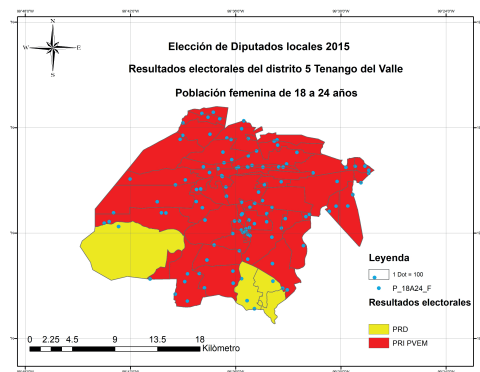 N
W E
S
Elección de Diputados locales 2015
Resultados electorales del distrito 5 Tenango del Valle
Población femenina de 18 a 24 años
Leyenda
1 Dot = 100
P_18A24_F
Resultados electorales
PRD
PRI PVEM
0 2.25 4.5 9 13.5 18
Kilómetro